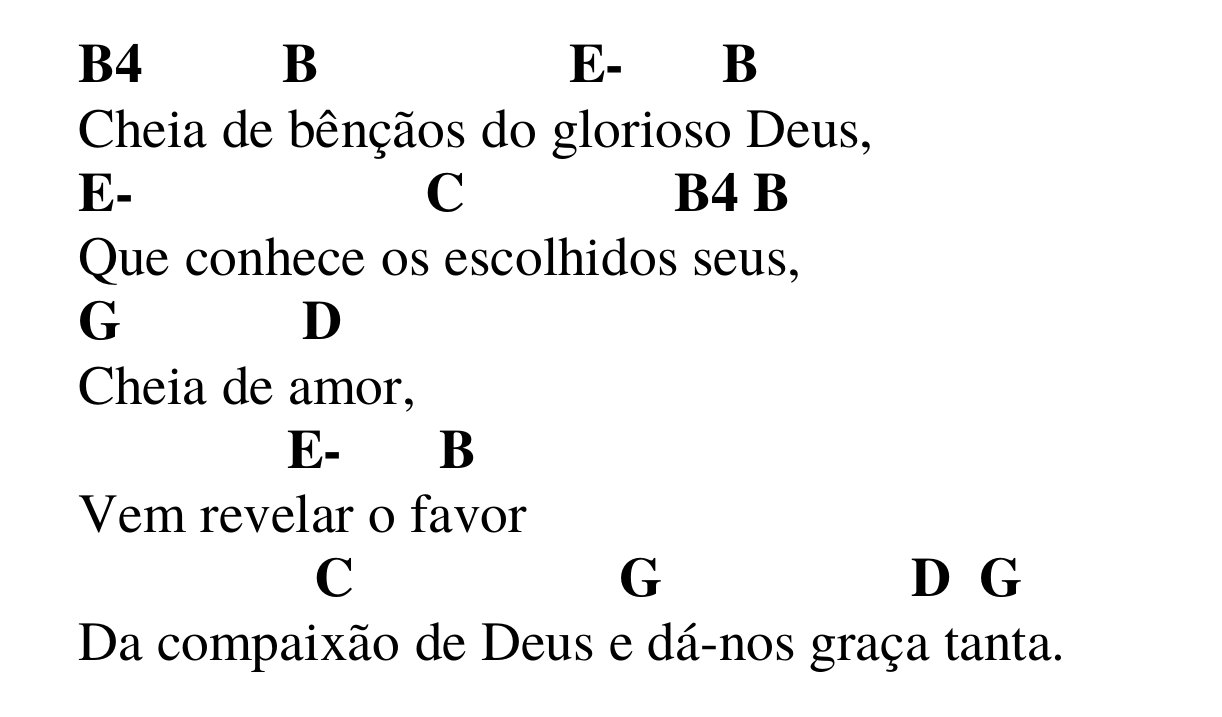 B4 B E- B
Cheia de bênçãos do glorioso Deus,
E- C B4 B
Que conhece os escolhidos seus,
G D
Cheia de amor,
E- B
Vem revelar o favor
C G D G
Da compaixão de Deus e dá-nos graça tanta.